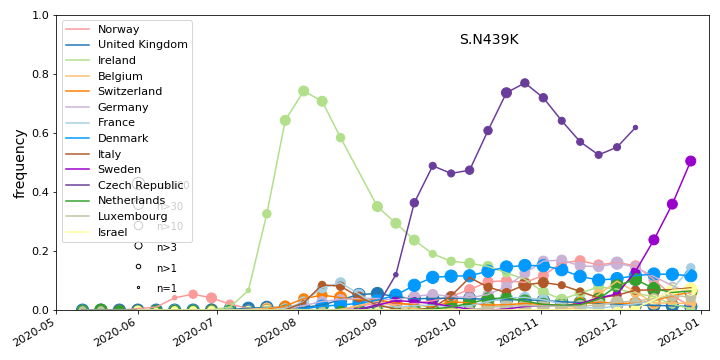 S.N439K
frequency
1.0
0.8
0.6
0.4
0.2
0.0
Norway
United Kingdom
Ireland
Belgium
Switzerland
Germany
France
Denmark
Italy
Sweden
Czech Republic
Netherlands
Luxembourg
Israel
n>30
n>10
n>3
n>1
n=1
2020-05
2020-06
2020-07
2020-08
2020-09
2020-10
2020-11
2020-12
2021-01